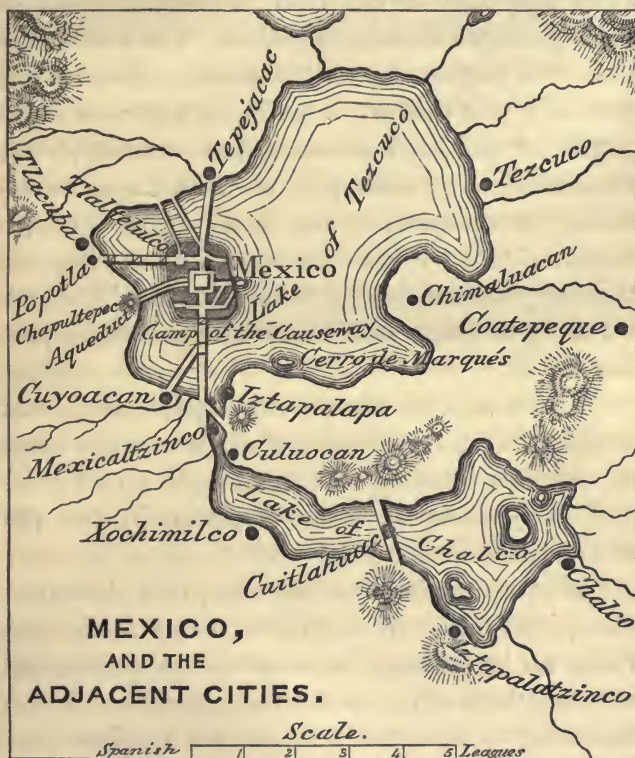 Tepejacac
Tezcuco
Lake of Tezcuco
Tlacuba
Tlaltelulco
Mexico
Popotla
Chimaluacan
Chapultepec
Aqueduct
Coatepeque
Camp of the Causeway
Cerro de Marqués
Cuyoacan
Iztapalapa
Mexicaltzinco
Culuocan
Xochimilco
Lake of Chalco
Cuitlahuac
Chalco
Iztapalatzinco
MEXICO,
AND THE
ADJACENT CITIES.
Scale.
Spanish 1 2 3 4 5 Leagues